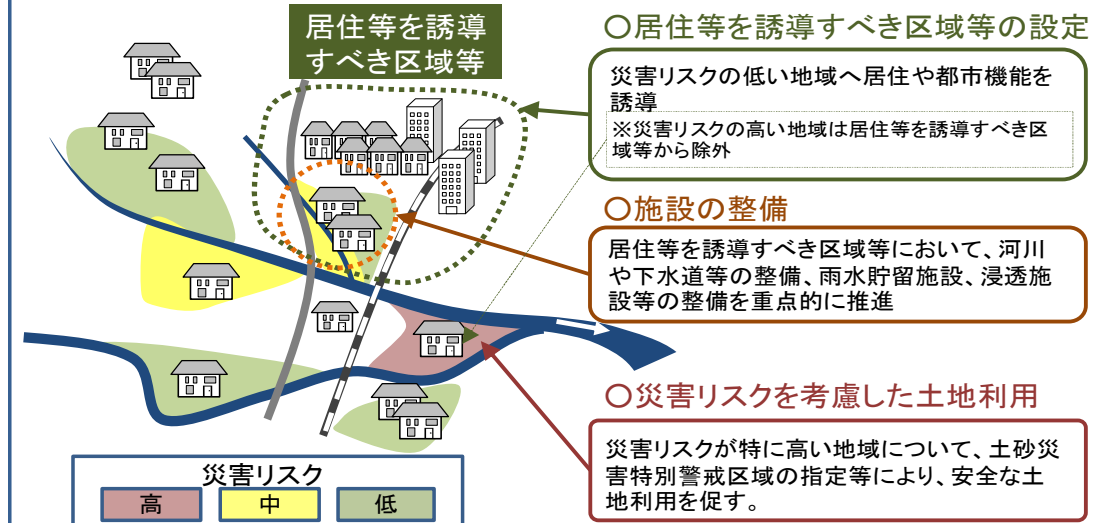 居住等を誘導
すべき区域等
〇居住等を誘導すべき区域等の設定
災害リスクの低い地域へ居住や都市機能を
誘導
※災害リスクの高い地域は居住等を誘導すべき区
域等から除外
〇施設の整備
居住等を誘導すべき区域等において、河川
や下水道等の整備、雨水貯留施設、浸透施
設等の整備を重点的に推進
〇災害リスクを考慮した土地利用
災害リスクが特に高い地域について、土砂災
害特別警戒区域の指定等により、安全な土
地利用を促す。
災害リスク
高 中 低